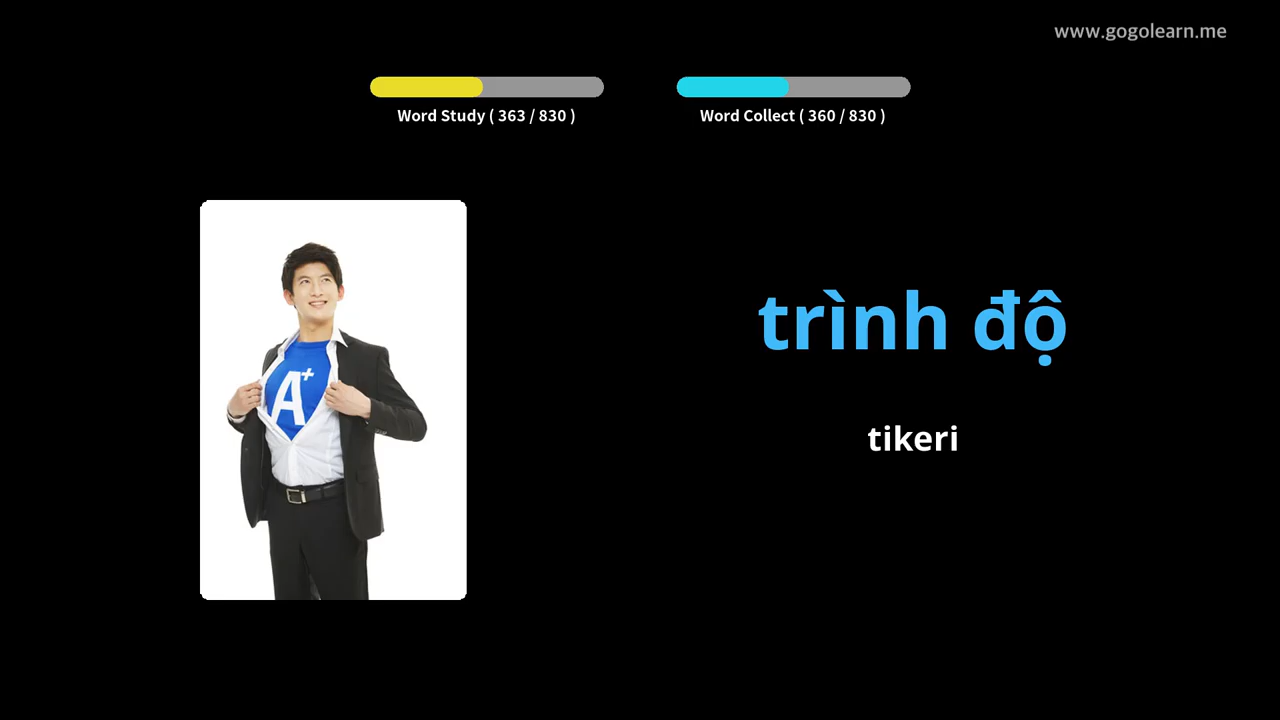 www.gogolearn.me
Word Study ( 363 / 830 )
Word Collect ( 360 / 830 )
A+
trình độ
tikeri